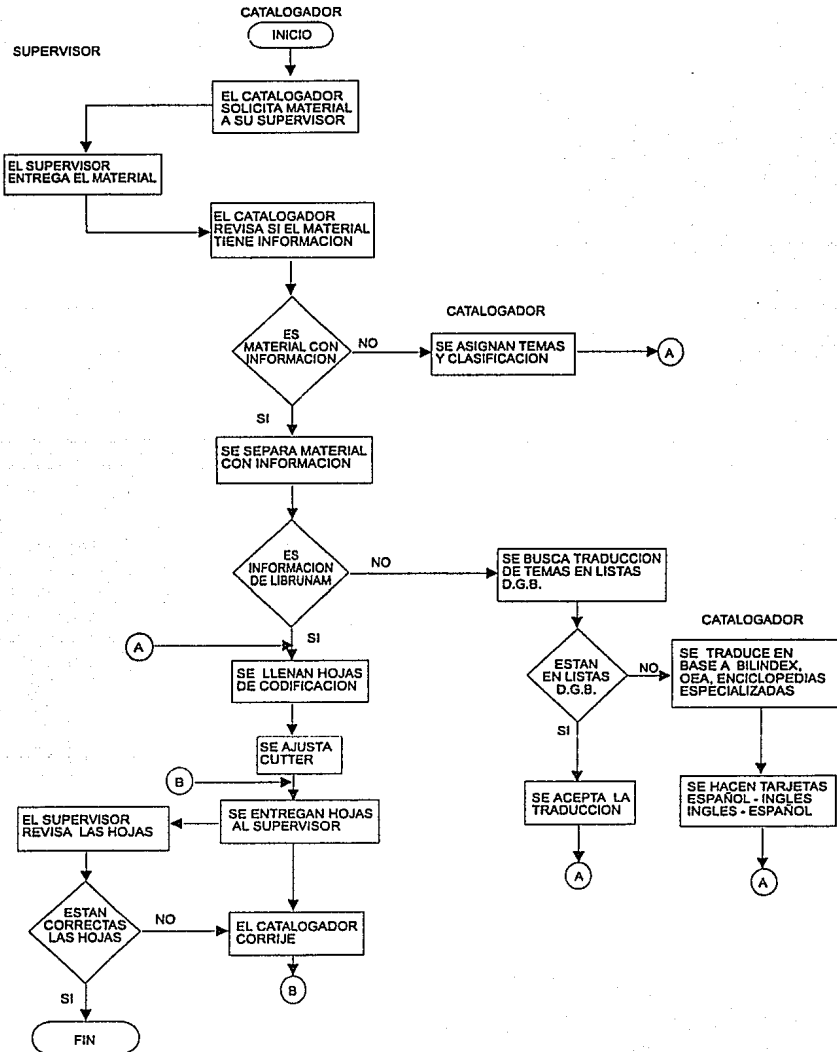 CATALOGADOR
INICIO
SUPERVISOR
EL CATALOGADOR
SOLICITA MATERIAL
A SU SUPERVISOR
EL SUPERVISOR
ENTREGA EL MATERIAL
EL CATALOGADOR
REVISA SI EL MATERIAL
TIENE INFORMACION
ES
MATERIAL CON
INFORMACION
NO
CATALOGADOR
SE ASIGNAN TEMAS
Y CLASIFICACION
A
SI
SE SEPARA MATERIAL
CON INFORMACION
ES
INFORMACION
DE LIBRUNAM
NO
SE BUSCA TRADUCCION
DE TEMAS EN LISTAS
D.G.B.
ESTAN
EN LISTAS
D.G.B.
NO
CATALOGADOR
SE TRADUCE EN
BASE A BILINDEX,
OEA, ENCICLOPEDIAS
ESPECIALIZADAS
SI
SE ACEPTA LA
TRADUCCION
A
SE HACEN TARJETAS
ESPAÑOL - INGLES
INGLES - ESPAÑOL
A
A
SI
SE LLENAN HOJAS
DE CODIFICACION
SE AJUSTA
CUTTER
B
SE ENTREGAN HOJAS
AL SUPERVISOR
EL SUPERVISOR
REVISA LAS HOJAS
ESTAN
CORRECTAS
LAS HOJAS
NO
EL CATALOGADOR
CORRIJE
B
SI
FIN